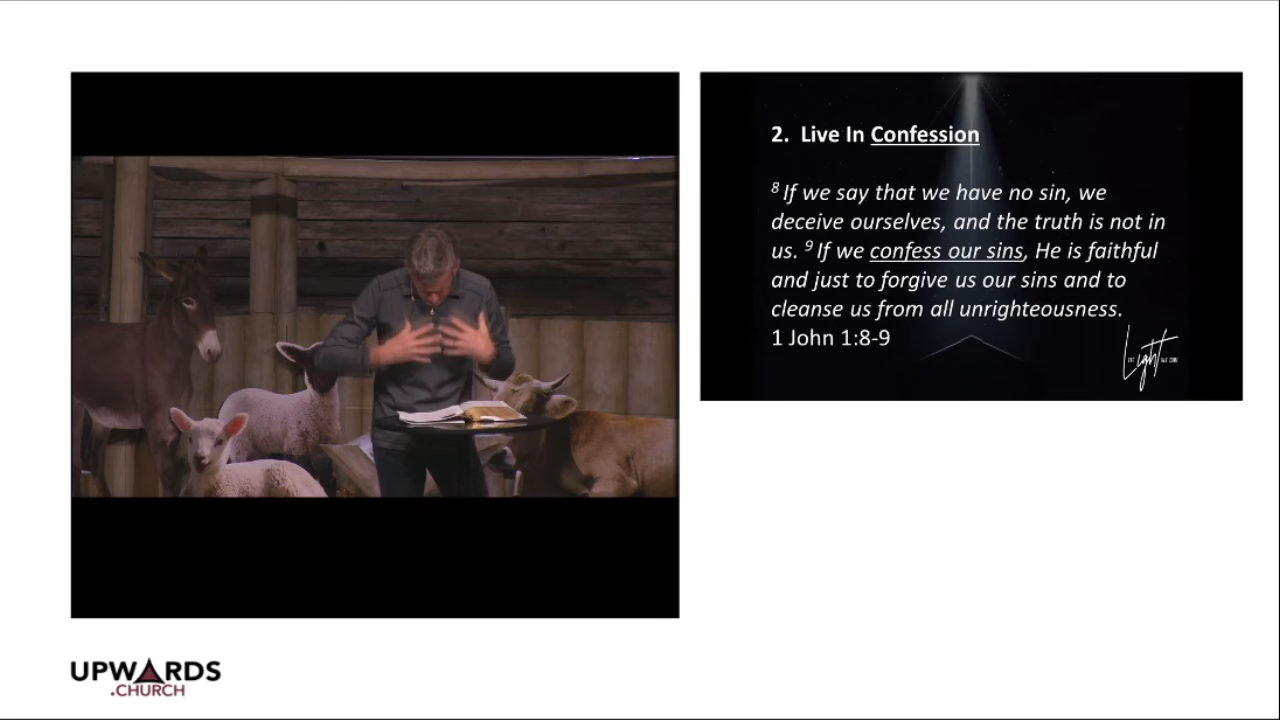 2. Live In Confession
8 If we say that we have no sin, we
deceive ourselves, and the truth is not in
us. 9 If we confess our sins, He is faithful
and just to forgive us our sins and to
cleanse us from all unrighteousness.
1 John 1:8-9
Light
UPWARDS
.CHURCH